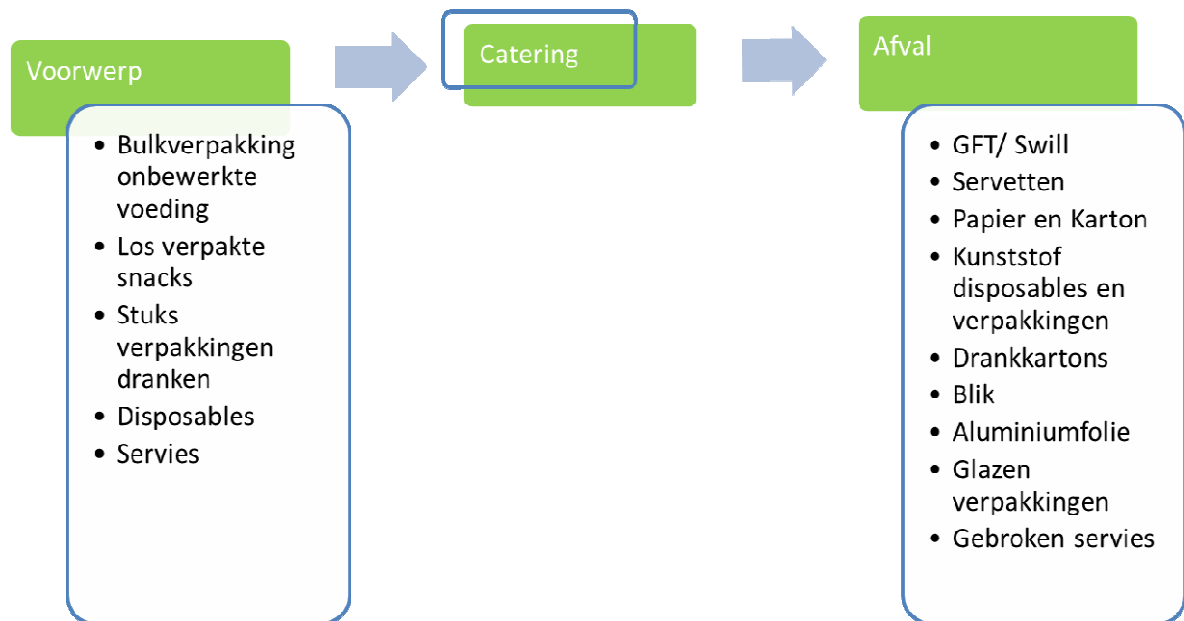 Voorwerp
• Bulkverpakking
onbewerkte
voeding
• Los verpakte
snacks
• Stuks
verpakkingen
dranken
• Disposables
• Servies
Catering
Afval
• GFT/ Swill
• Servetten
• Papier en Karton
• Kunststof
disposables en
verpakkingen
• Drankkartons
• Blik
• Aluminiumfolie
• Glazen
verpakkingen
• Gebroken servies